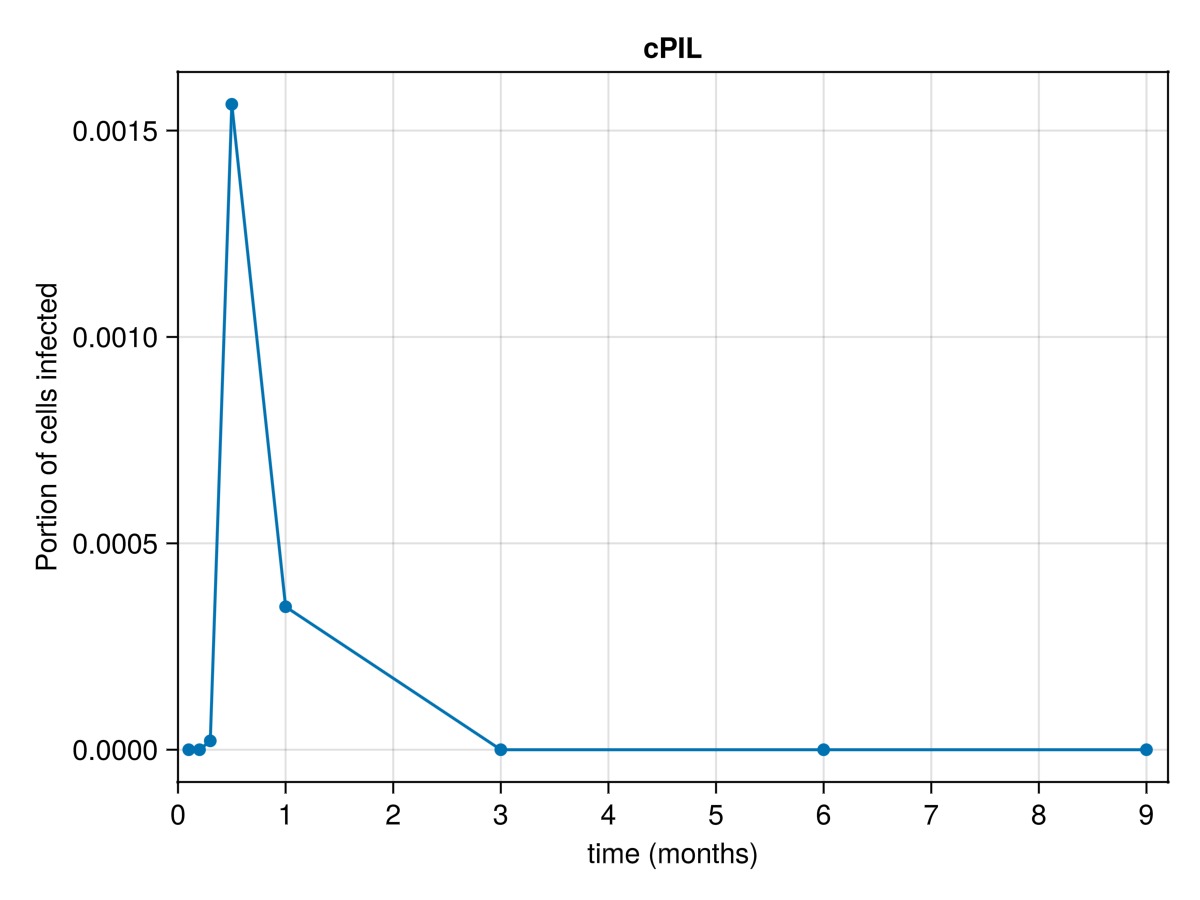 cPIL
Portion of cells infected
0.0015
0.0010
0.0005
0.0000
0 1 2 3 4 5 6 7 8 9
time (months)